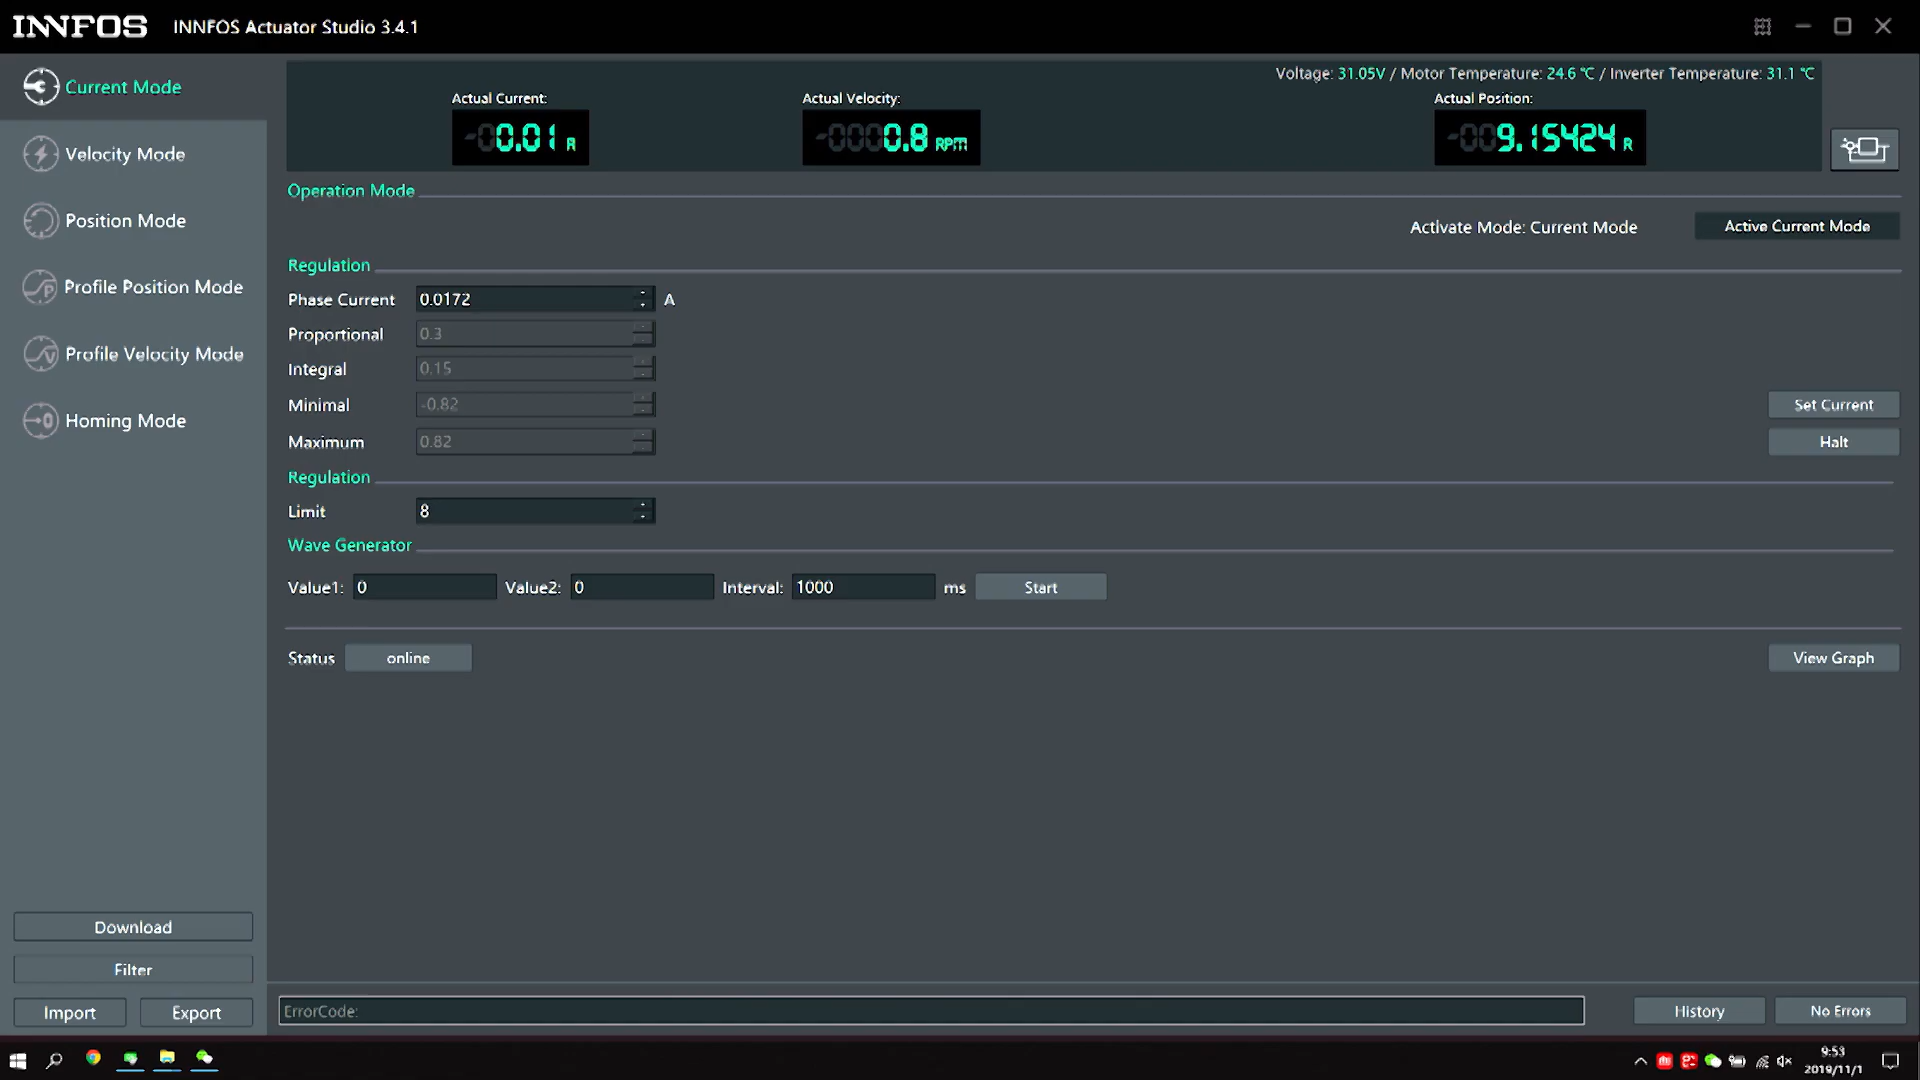 INNFOS INNFOS Actuator Studio 3.4.1
Current Mode
Velocity Mode
Position Mode
Profile Position Mode
Profile Velocity Mode
Homing Mode
Download
Filter
Import Export
Voltage: 31.05V / Motor Temperature: 24.6 ℃ / Inverter Temperature: 31.1 ℃
Actual Current: Actual Velocity: Actual Position:
0.01 A 0.8 RPM 9.15424 R
Operation Mode
Activate Mode: Current Mode Active Current Mode
Regulation
Phase Current 0.0172 A
Proportional 0.3
Integral 0.15
Minimal -0.82 Set Current
Maximum 0.82 Halt
Regulation
Limit 8
Wave Generator
Value1: 0 Value2: 0 Interval: 1000 ms Start
Status online View Graph
ErrorCode: History No Errors
9:53
2019/11/1